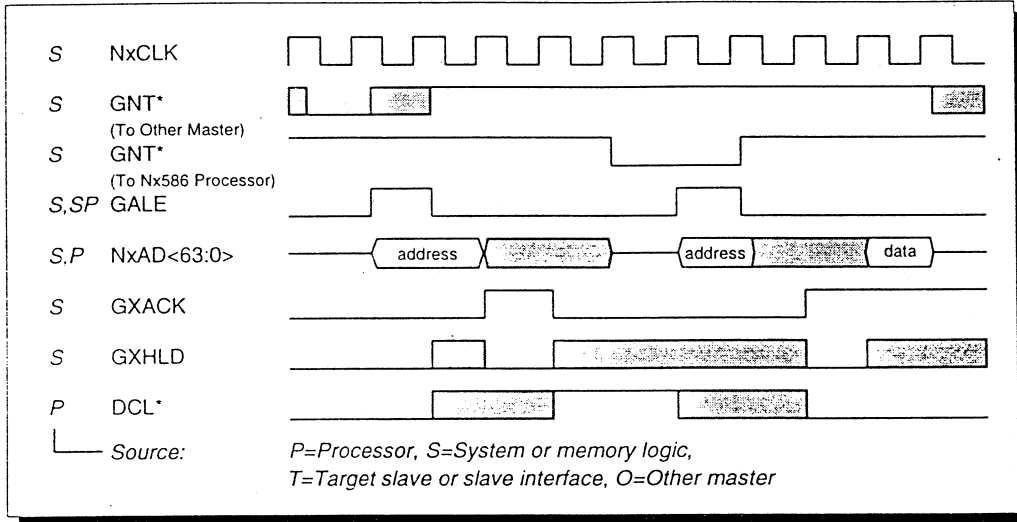 S NxCLK
S GNT*
(To Other Master)
S GNT*
(To Nx586 Processor)
S,SP GALE
S,P NxAD<63:0>
address
address
data
S GXACK
S GXHLD
P DCL*
Source: P=Processor, S=System or memory logic,
T=Target slave or slave interface, O=Other master